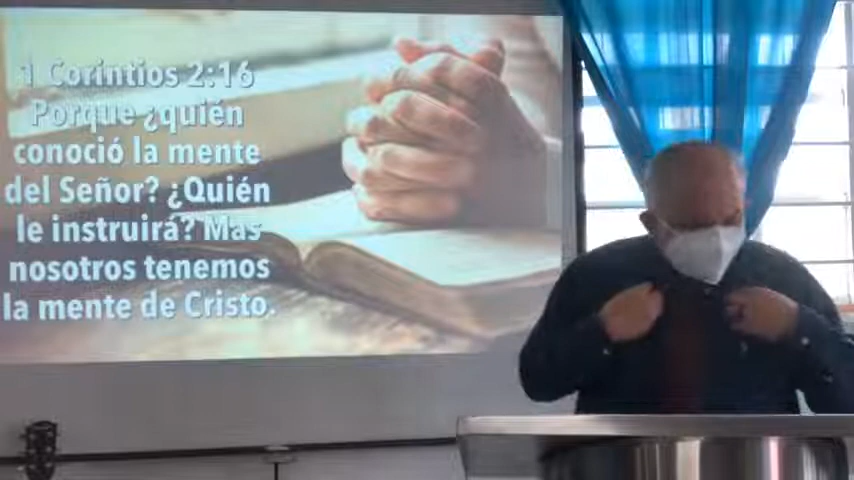 1 Corintios 2:16
Porque ¿quién
conoció la mente
del Señor? ¿Quién
le instruirá? Mas
nosotros tenemos
la mente de Cristo.